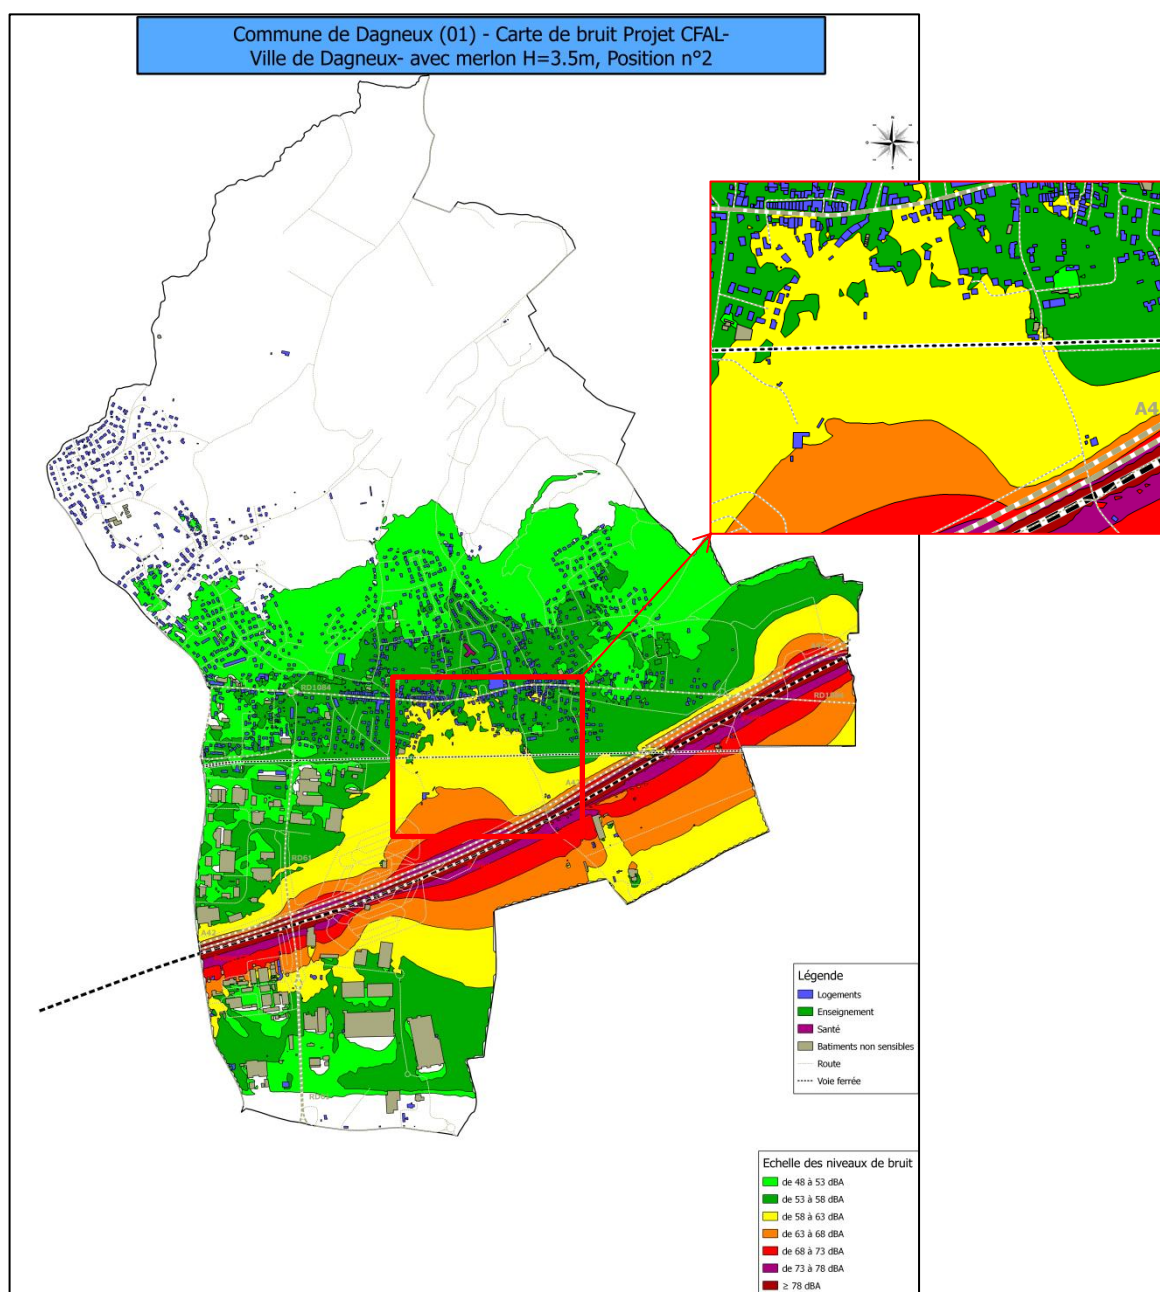 Commune de Dagneux (01) - Carte de bruit Projet CFAL-
Ville de Dagneux- avec merlon H=3.5m, Position n°2
N
S
A4
RD1084
A42
RD61
A42
Légende
Logements
Enseignement
Santé
Batiments non sensibles
Route
Voie ferrée
Echelle des niveaux de bruit
de 48 à 53 dBA
de 53 à 58 dBA
de 58 à 63 dBA
de 63 à 68 dBA
de 68 à 73 dBA
de 73 à 78 dBA
≥ 78 dBA